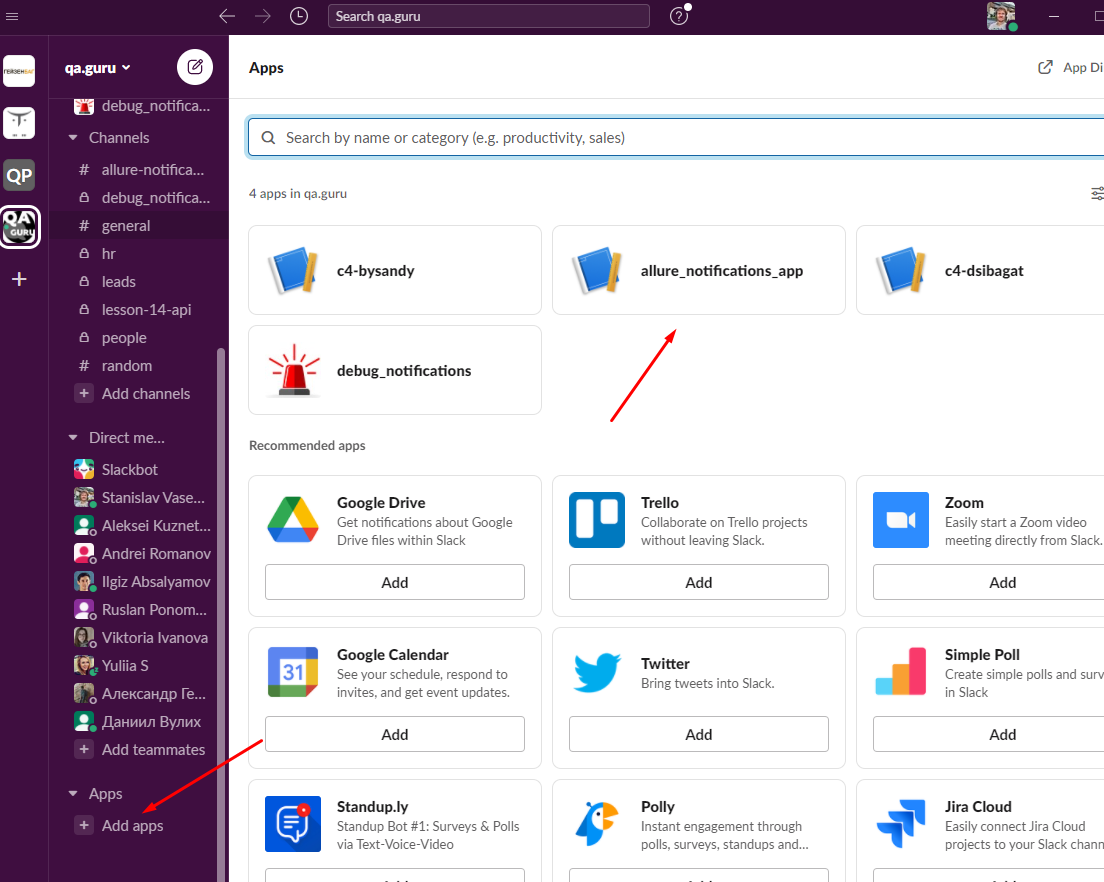 Search qa.guru
ГЕЙЗЕНБАГ
QP
QA
GURU
qa.guru
debug_notifica...
Channels
# allure-notifica...
debug_notifica...
# general
hr
leads
lesson-14-api
people
# random
+ Add channels
Direct me...
Slackbot
Stanislav Vase...
Aleksei Kuznet...
Andrei Romanov
Ilgiz Absalyamov
Ruslan Ponom...
Viktoria Ivanova
Yuliia S
Александр Ге...
Даниил Вулих
+ Add teammates
Apps
+ Add apps
Apps
App Di
Search by name or category (e.g. productivity, sales)
4 apps in qa.guru
c4-bysandy
allure_notifications_app
c4-dsibagat
debug_notifications
Recommended apps
Google Drive
Get notifications about Google
Drive files within Slack
Add
Trello
Collaborate on Trello projects
without leaving Slack.
Add
Zoom
Easily start a Zoom video
meeting directly from Slack.
Add
31
Google Calendar
See your schedule, respond to
invites, and get event updates.
Add
Twitter
Bring tweets into Slack.
Add
Simple Poll
Create simple polls and surv
in Slack
Add
Standup.ly
Standup Bot #1: Surveys & Polls
via Text-Voice-Video
Polly
Instant engagement through
polls, surveys, standups and...
Jira Cloud
Easily connect Jira Cloud
projects to your Slack chann